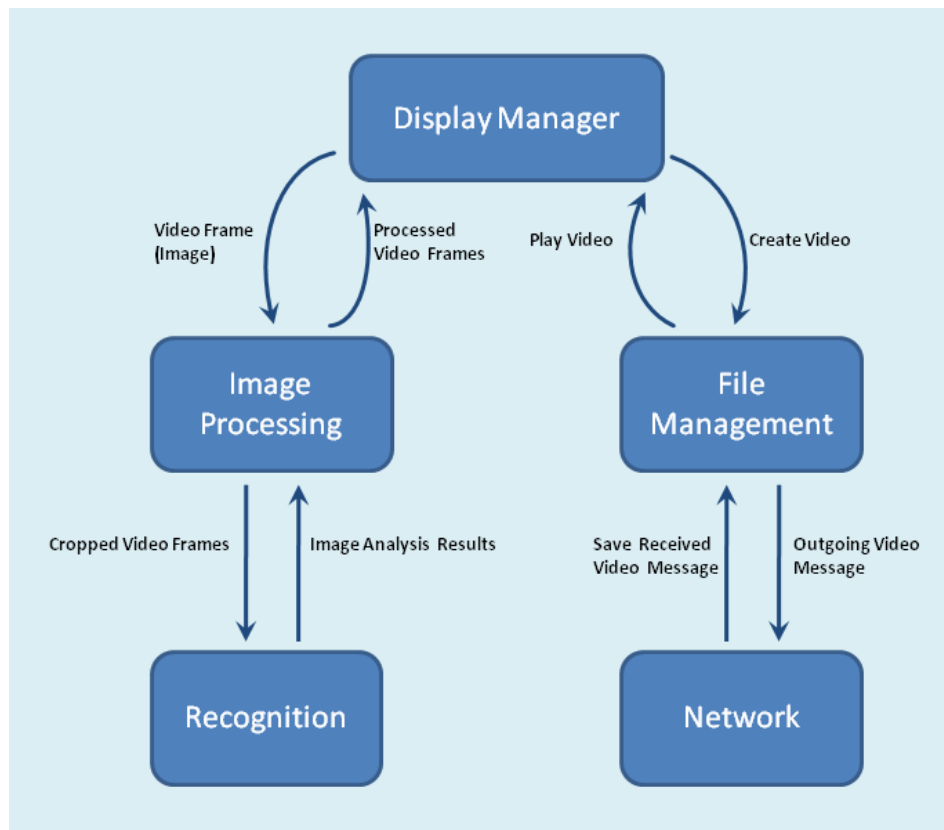 Display Manager
Video Frame
(Image)
Processed
Video Frames
Play Video
Create Video
Image
Processing
File
Management
Cropped Video Frames
Image Analysis Results
Save Received
Video Message
Outgoing Video
Message
Recognition
Network